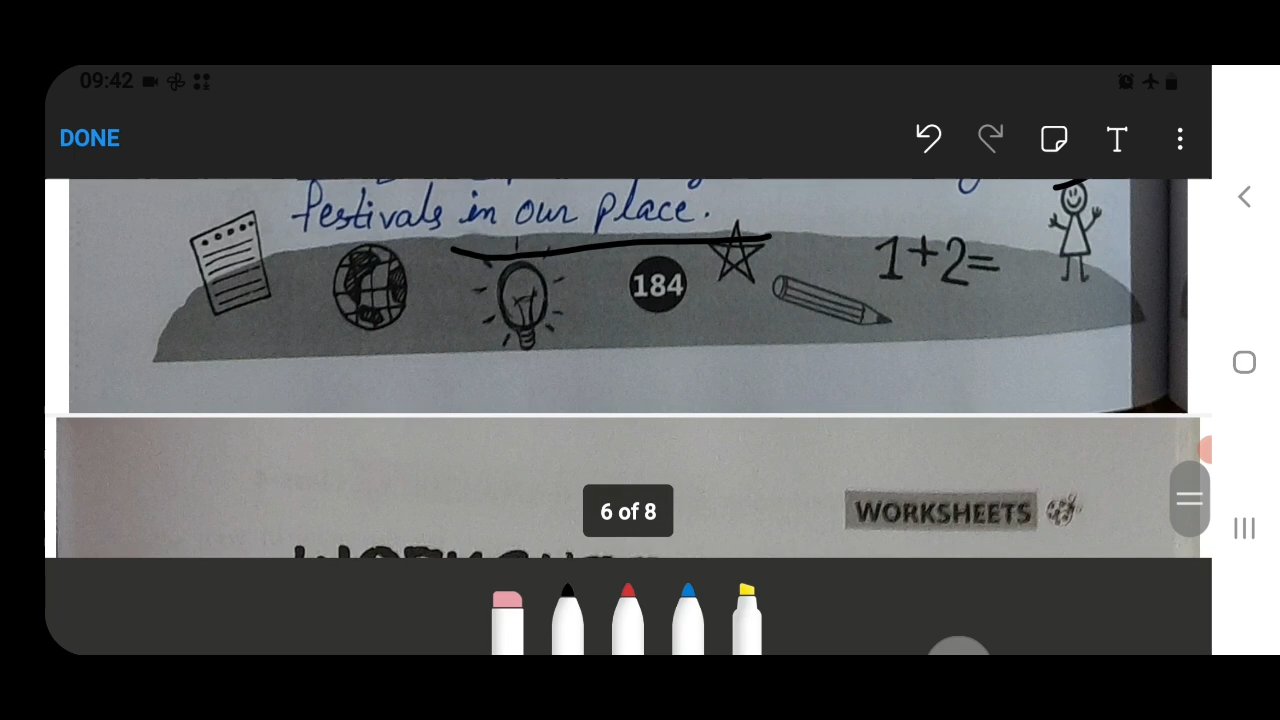 09:42
DONE
T
festivals in our place.
184
1+2=
6 of 8
WORKSHEETS